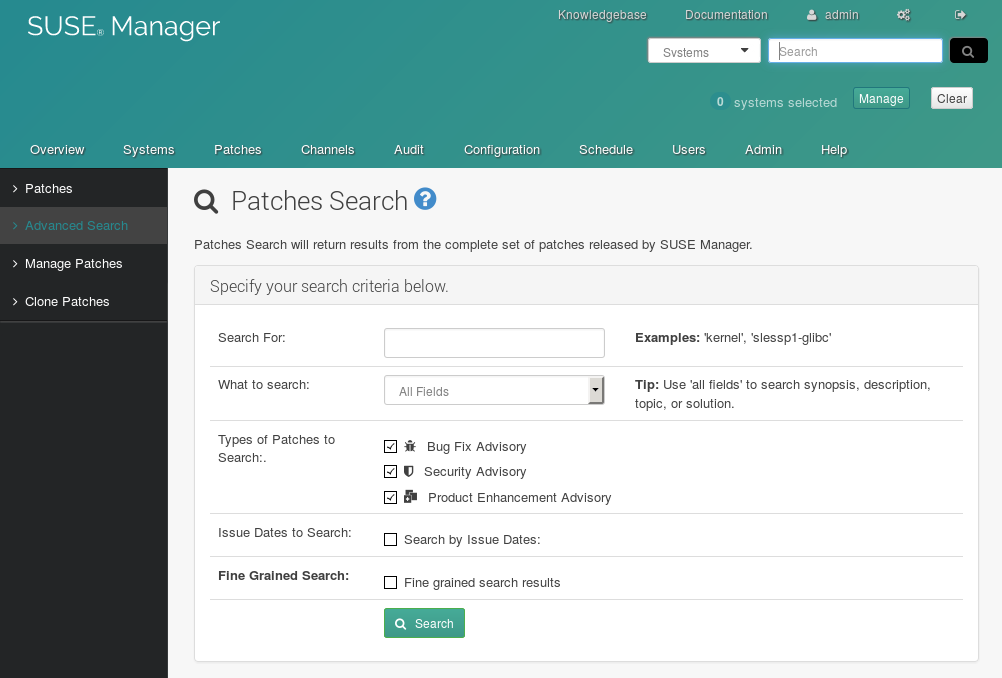 SUSE® Manager
Knowledgebase Documentation admin
Systems Search
0 systems selected Manage Clear
Overview Systems Patches Channels Audit Configuration Schedule Users Admin Help
Patches
Advanced Search
Manage Patches
Clone Patches
Patches Search ?
Patches Search will return results from the complete set of patches released by SUSE Manager.
Specify your search criteria below.
Search For: Examples: 'kernel', 'slessp1-glibc'
What to search: All Fields Tip: Use 'all fields' to search synopsis, description,
topic, or solution.
Types of Patches to
Search:.
Bug Fix Advisory
Security Advisory
Product Enhancement Advisory
Issue Dates to Search: Search by Issue Dates:
Fine Grained Search: Fine grained search results
Search